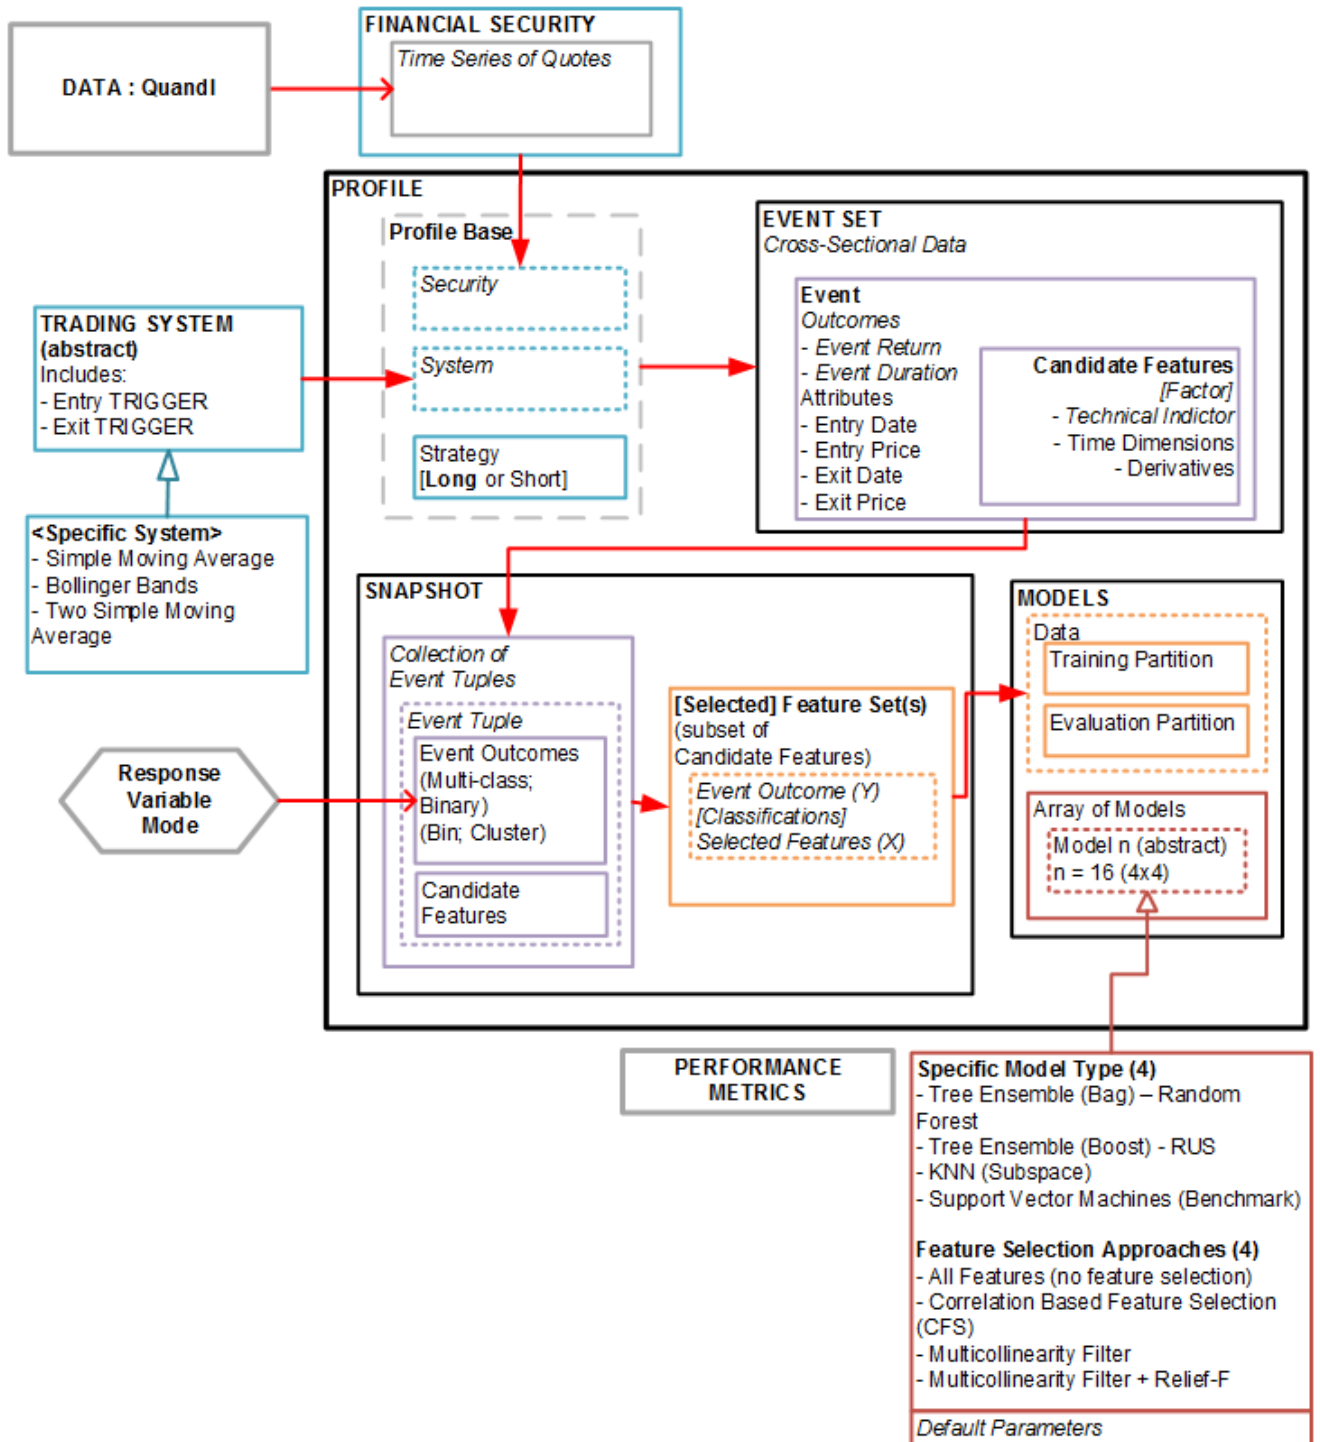 FINANCIAL SECURITY
Time Series of Quotes
DATA : Quandl
PROFILE
Profile Base
Security
System
Strategy
[Long or Short]
TRADING SYSTEM
(abstract)
Includes:
- Entry TRIGGER
- Exit TRIGGER
<Specific System>
- Simple Moving Average
- Bollinger Bands
- Two Simple Moving
Average
EVENT SET
Cross-Sectional Data
Event
Outcomes
- Event Return
- Event Duration
Attributes
- Entry Date
- Entry Price
- Exit Date
- Exit Price
Candidate Features
[Factor]
- Technical Indictor
- Time Dimensions
- Derivatives
SNAPSHOT
Collection of
Event Tuples
Event Tuple
Event Outcomes
(Multi-class;
Binary)
(Bin; Cluster)
Candidate
Features
Response
Variable
Mode
[Selected] Feature Set(s)
(subset of
Candidate Features)
Event Outcome (Y)
[Classifications]
Selected Features (X)
MODELS
Data
Training Partition
Evaluation Partition
Array of Models
Model n (abstract)
n = 16 (4x4)
PERFORMANCE
METRICS
Specific Model Type (4)
- Tree Ensemble (Bag) – Random
Forest
- Tree Ensemble (Boost) - RUS
- KNN (Subspace)
- Support Vector Machines (Benchmark)
Feature Selection Approaches (4)
- All Features (no feature selection)
- Correlation Based Feature Selection
(CFS)
- Multicollinearity Filter
- Multicollinearity Filter + Relief-F
Default Parameters